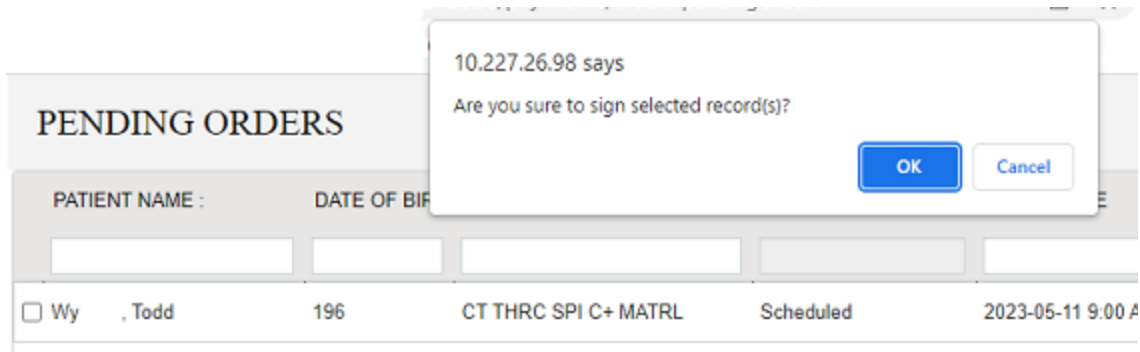 10.227.26.98 says
Are you sure to sign selected record(s)?
OK Cancel
PENDING ORDERS
PATIENT NAME : DATE OF BIR E
Wy , Todd 196 CT THRC SPI C+ MATRL Scheduled 2023-05-11 9:00 A